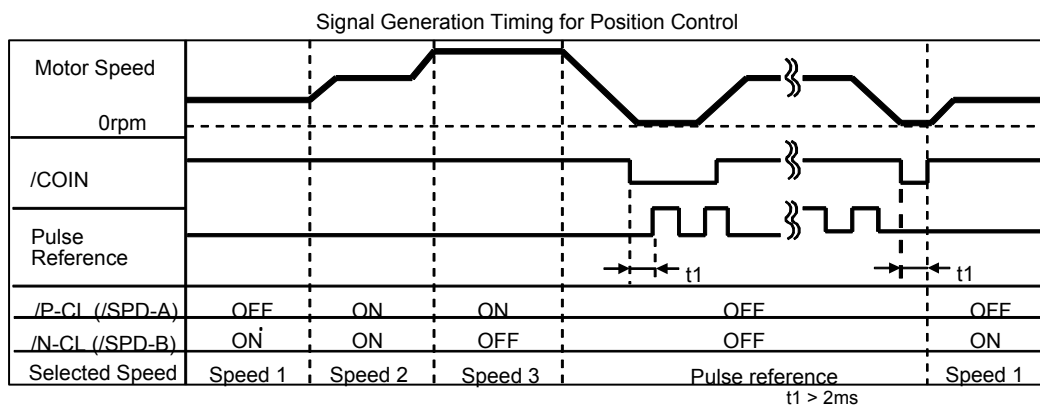 Signal Generation Timing for Position Control
Motor Speed
0rpm
/COIN
Pulse
Reference
t1
t1
/P-CL (/SPD-A) OFF ON ON OFF OFF
/N-CL (/SPD-B) ON ON OFF OFF ON
Selected Speed Speed 1 Speed 2 Speed 3 Pulse reference Speed 1
t1 > 2ms